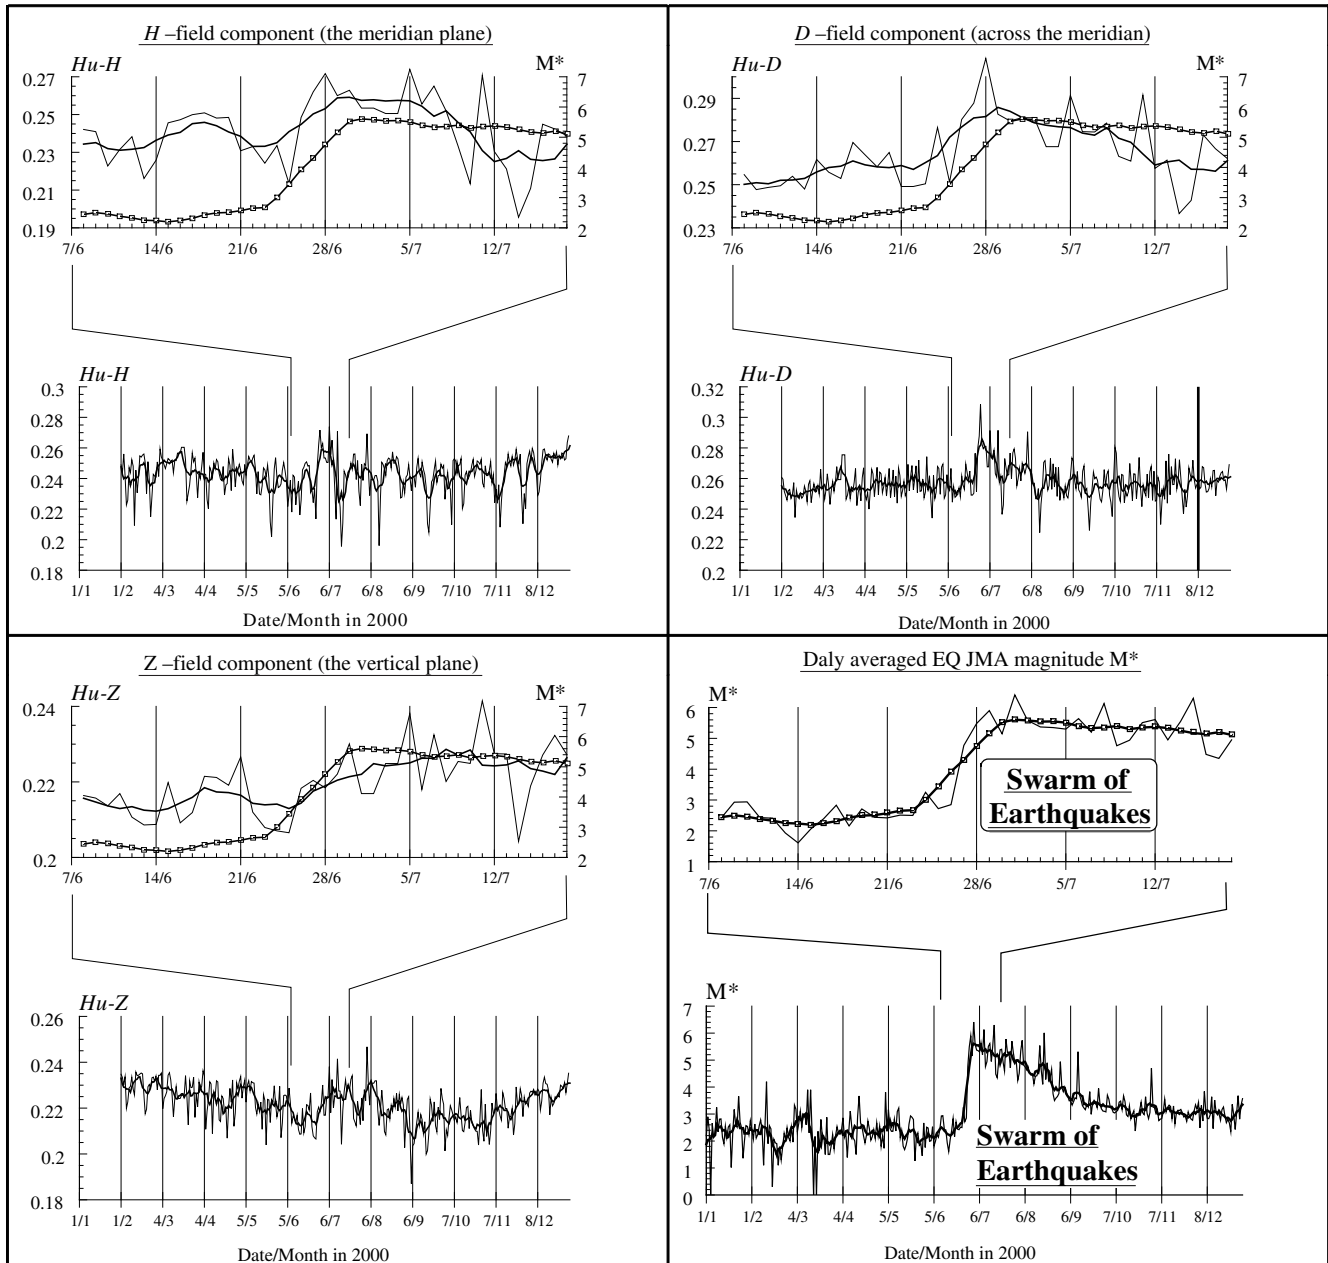 H –field component (the meridian plane)
Hu-H M*
0.27 7
6
0.25
5
0.23
4
0.21
3
0.19 2
7/6 14/6 21/6 28/6 5/7 12/7
Hu-H
0.3
0.28
0.26
0.24
0.22
0.2
0.18
1/1 1/2 4/3 4/4 5/5 5/6 6/7 6/8 6/9 7/10 7/11 8/12
Date/Month in 2000
D –field component (across the meridian)
Hu-D M*
7
0.29
6
0.27
5
4
0.25
3
0.23 2
7/6 14/6 21/6 28/6 5/7 12/7
Hu-D
0.32
0.3
0.28
0.26
0.24
0.22
0.2
1/1 1/2 4/3 4/4 5/5 5/6 6/7 6/8 6/9 7/10 7/11 8/12
Date/Month in 2000
Z –field component (the vertical plane)
Hu-Z M*
0.24 7
6
5
0.22
4
3
0.2 2
7/6 14/6 21/6 28/6 5/7 12/7
Hu-Z
0.26
0.24
0.22
0.2
0.18
1/1 1/2 4/3 4/4 5/5 5/6 6/7 6/8 6/9 7/10 7/11 8/12
Date/Month in 2000
Daly averaged EQ JMA magnitude M*
M*
6
5
4
3
2
1
Swarm of
Earthquakes
7/6 14/6 21/6 28/6 5/7 12/7
M*
7
6
5
4
3
2
1
0
Swarm of
Earthquakes
1/1 1/2 4/3 4/4 5/5 5/6 6/7 6/8 6/9 7/10 7/11 8/12
Date/Month in 2000